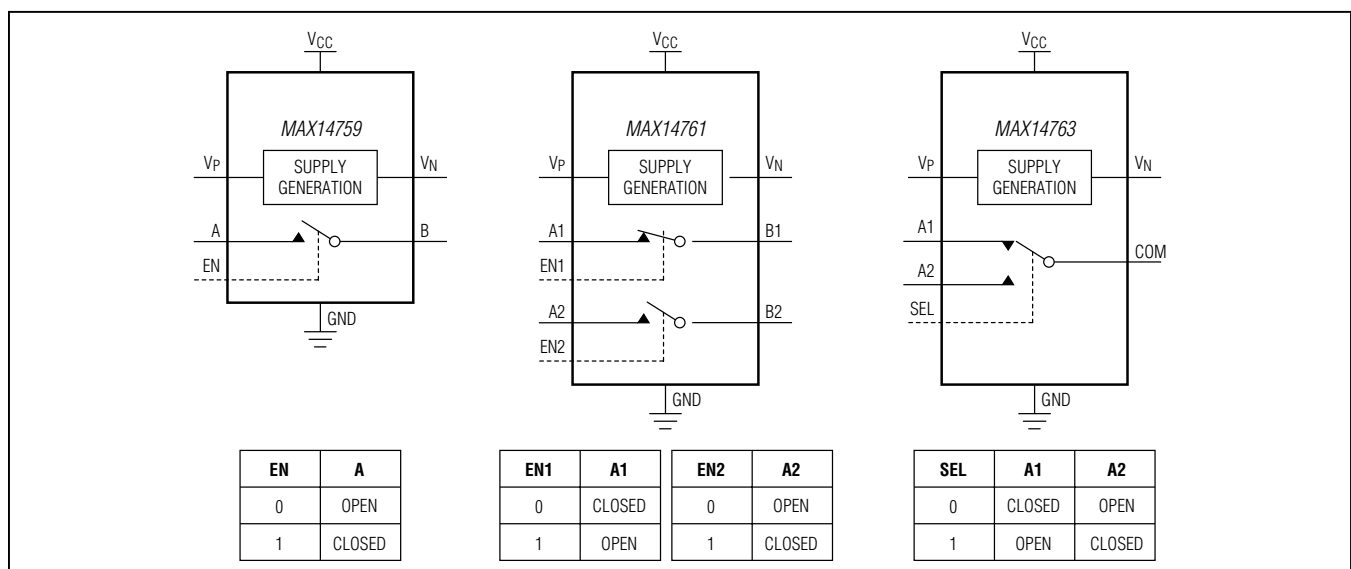 VCC
MAX14759
VP
SUPPLY
GENERATION
VN
A
B
EN
GND
EN A
0 OPEN
1 CLOSED
VCC
MAX14761
VP
SUPPLY
GENERATION
VN
A1
B1
EN1
A2
B2
EN2
GND
EN1 A1
0 CLOSED
1 OPEN
EN2 A2
0 OPEN
1 CLOSED
VCC
MAX14763
VP
SUPPLY
GENERATION
VN
A1
COM
A2
SEL
GND
SEL A1 A2
0 CLOSED OPEN
1 OPEN CLOSED